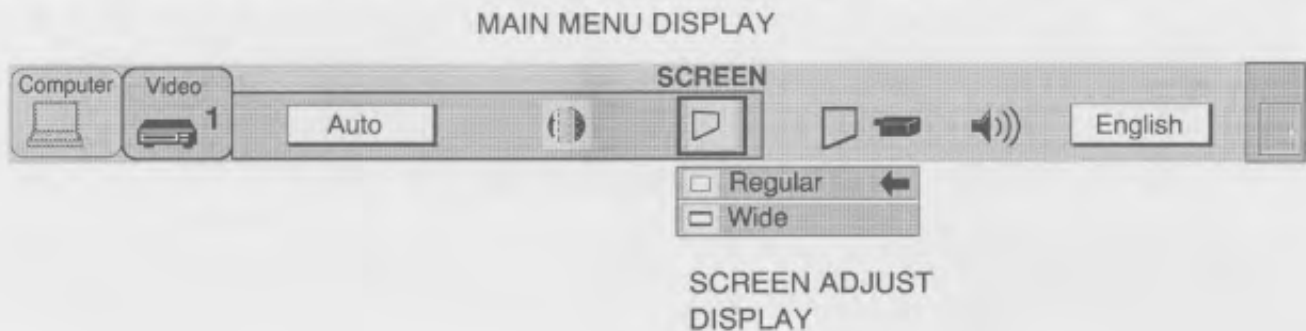 MAIN MENU DISPLAY
SCREEN
Computer Video 1 Auto English
Regular
Wide
SCREEN ADJUST
DISPLAY